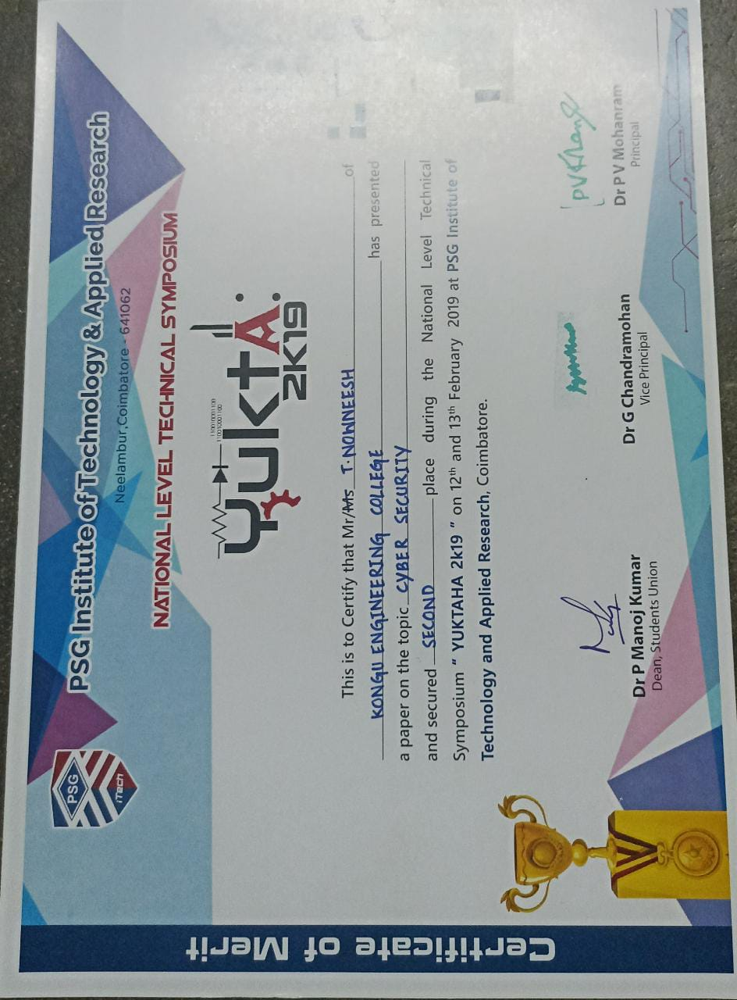 PSG Institute of Technology & Applied Research
Neelambur, Coimbatore - 641062
NATIONAL LEVEL TECHNICAL SYMPOSIUM
PSG
iTech
YuktA:
2K19
This is to Certify that Mr/Ms T. NOWNEESH of
KONGU ENGINEERING COLLEGE has presented
a paper on the topic CYBER SECURITY
and secured SECOND place during the National Level Technical
Symposium " YUKTAHA 2k19 " on 12th and 13th February 2019 at PSG Institute of
Technology and Applied Research, Coimbatore.
Dr P Manoj Kumar
Dean, Students Union
Dr G Chandramohan
Vice Principal
Dr P V Mohanram
Principal
Certificate of Merit